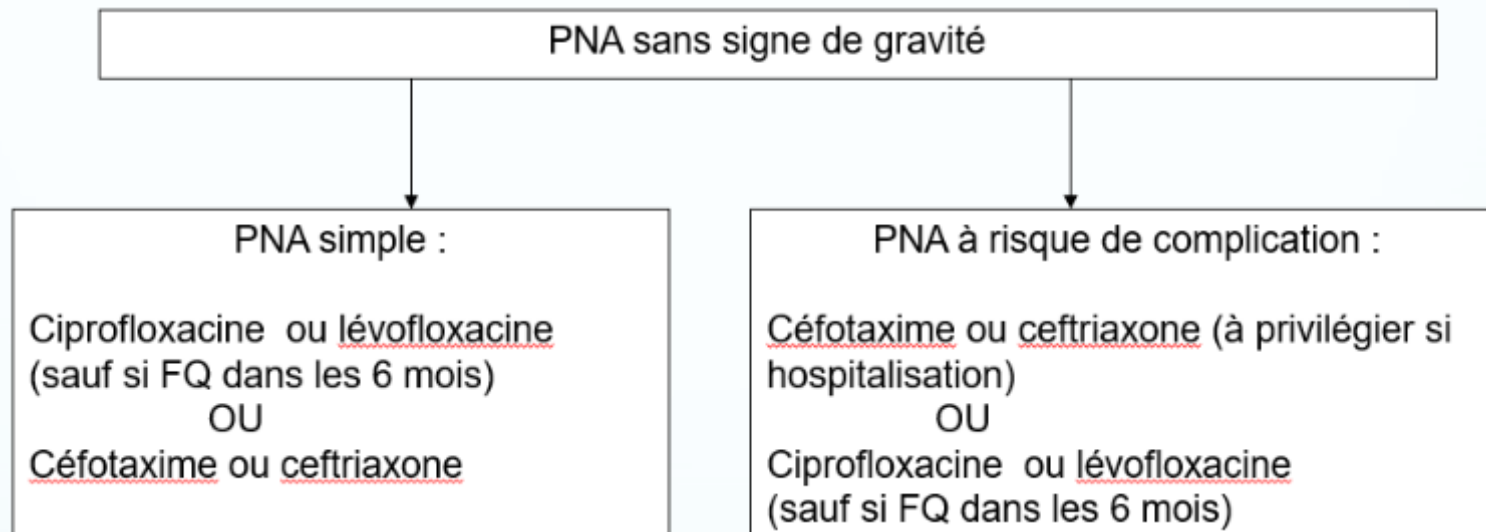 PNA sans signe de gravité
PNA simple :
Ciprofloxacine ou lévofloxacine
(sauf si FQ dans les 6 mois)
OU
Céfotaxime ou ceftriaxone
PNA à risque de complication :
Céfotaxime ou ceftriaxone (à privilégier si
hospitalisation)
OU
Ciprofloxacine ou lévofloxacine
(sauf si FQ dans les 6 mois)